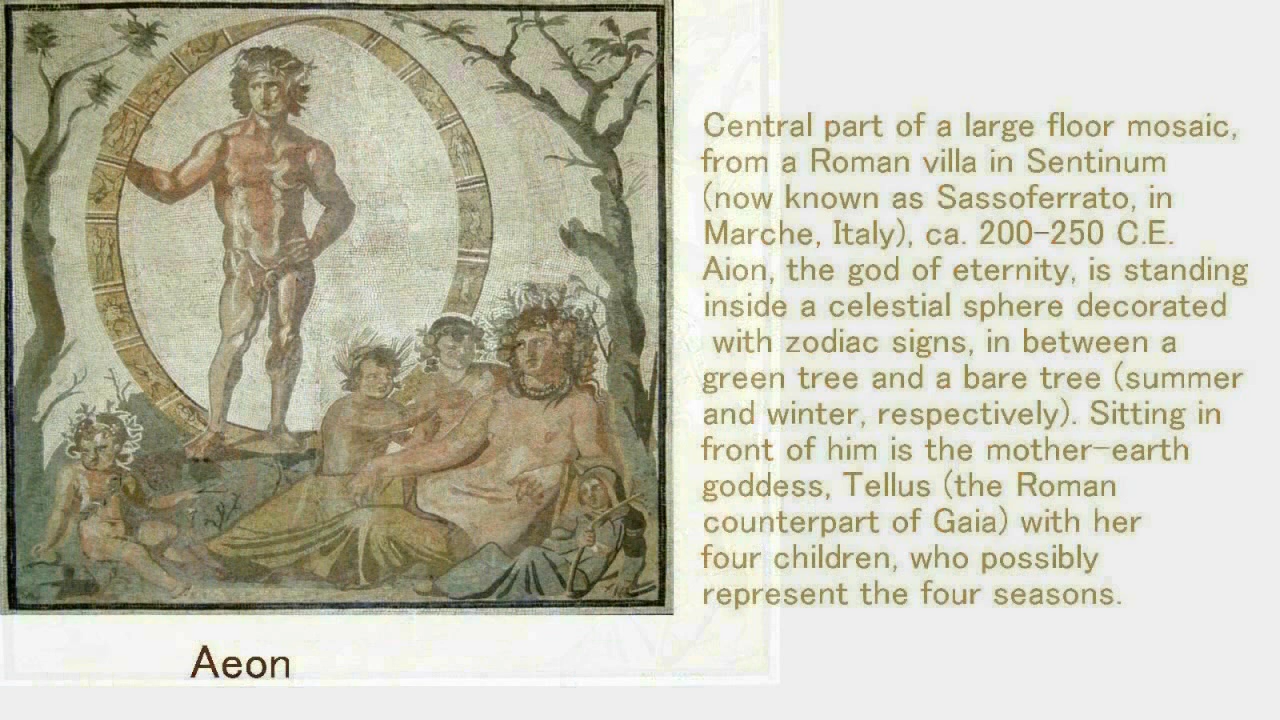 Central part of a large floor mosaic,
from a Roman villa in Sentinum
(now known as Sassoferrato, in
Marche, Italy), ca. 200-250 C.E.
Aion, the god of eternity, is standing
inside a celestial sphere decorated
with zodiac signs, in between a
green tree and a bare tree (summer
and winter, respectively). Sitting in
front of him is the mother-earth
goddess, Tellus (the Roman
counterpart of Gaia) with her
four children, who possibly
represent the four seasons.
Aeon